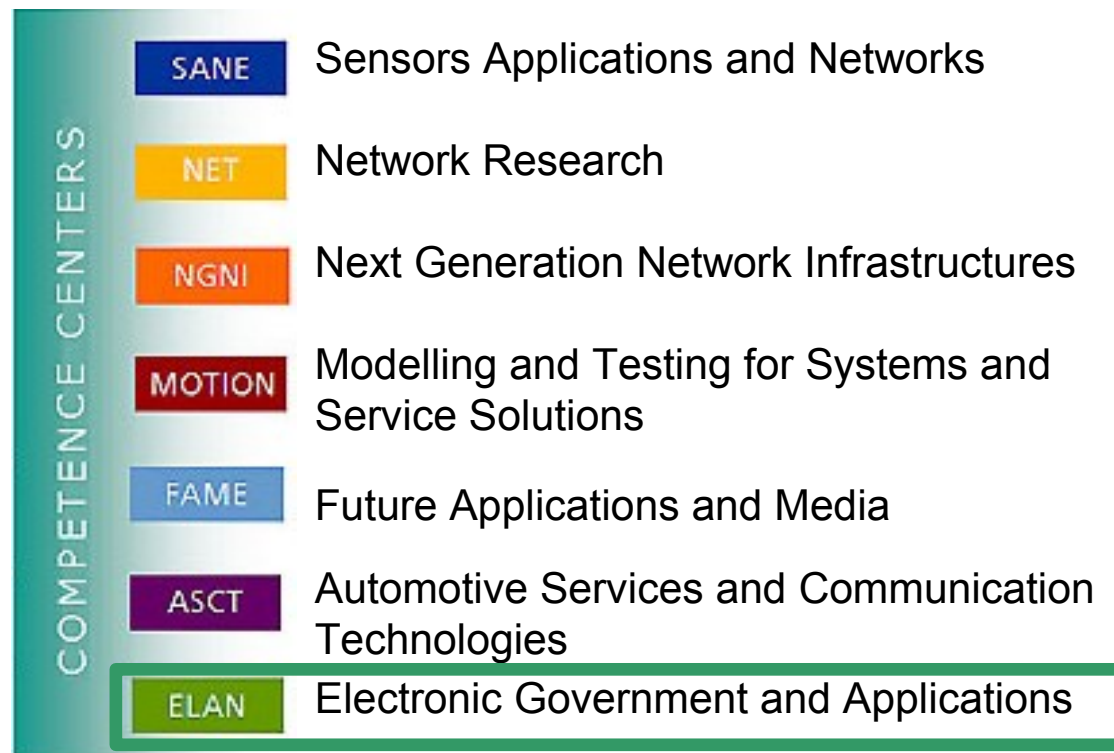 COMPETENCE CENTERS
SANE Sensors Applications and Networks
NET Network Research
NGNI Next Generation Network Infrastructures
MOTION Modelling and Testing for Systems and
Service Solutions
FAME Future Applications and Media
ASCT Automotive Services and Communication
Technologies
ELAN Electronic Government and Applications